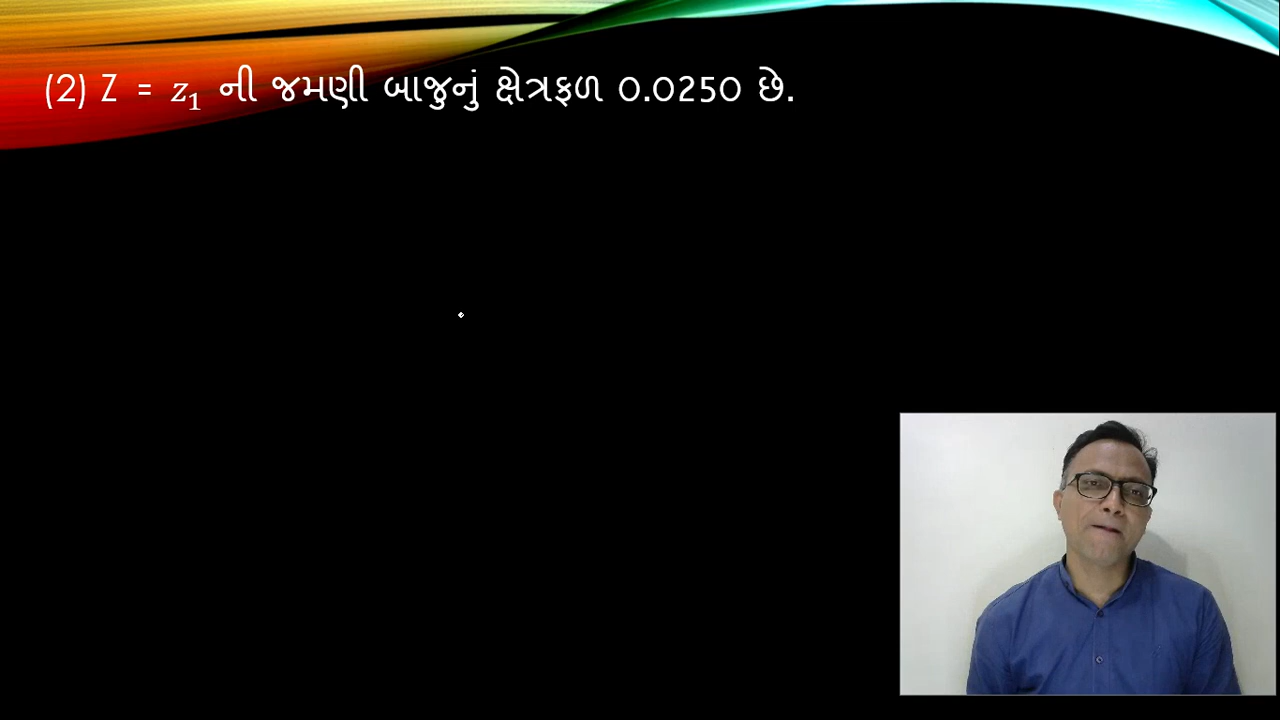 (2) Z = z₁ ની જમણી બાજુનું ક્ષેત્રફળ 0.0250 છે.